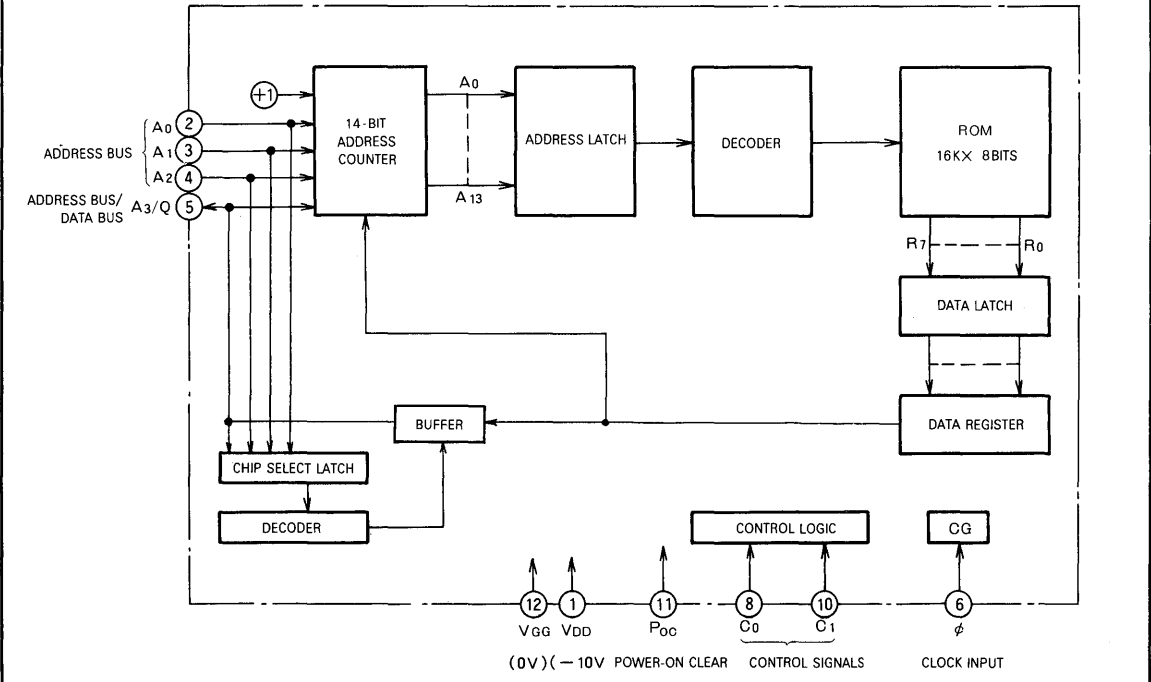 +1
A0 2
A1 3
A2 4
A3/Q 5
ADDRESS BUS
ADDRESS BUS/
DATA BUS
14-BIT
ADDRESS
COUNTER
A0
A13
ADDRESS LATCH
DECODER
ROM
16K× 8BITS
R7 R0
DATA LATCH
DATA REGISTER
BUFFER
CHIP SELECT LATCH
DECODER
CONTROL LOGIC
CG
12 1 11 8 10 6
VGG VDD POC C0 C1 ϕ
(0V)(−10V POWER-ON CLEAR CONTROL SIGNALS CLOCK INPUT